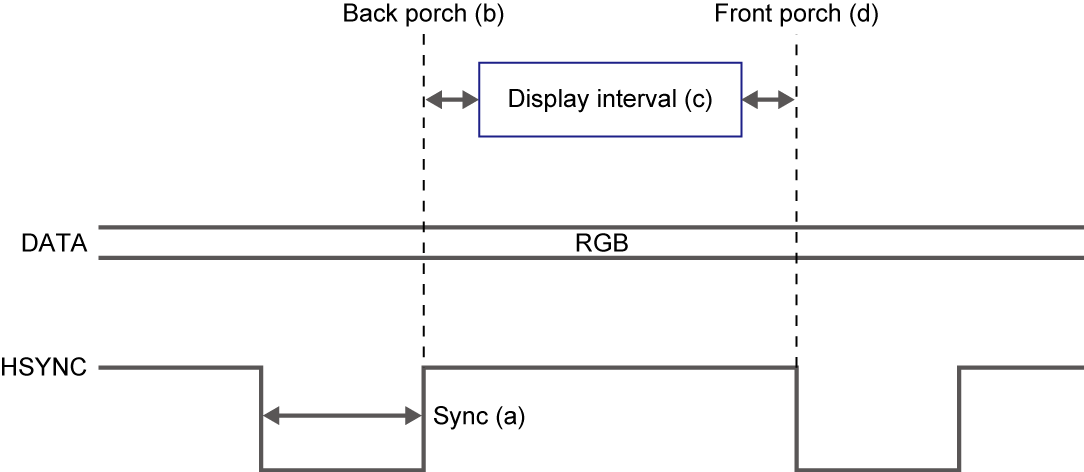 Back porch (b)
Front porch (d)
Display interval (c)
DATA
RGB
HSYNC
Sync (a)